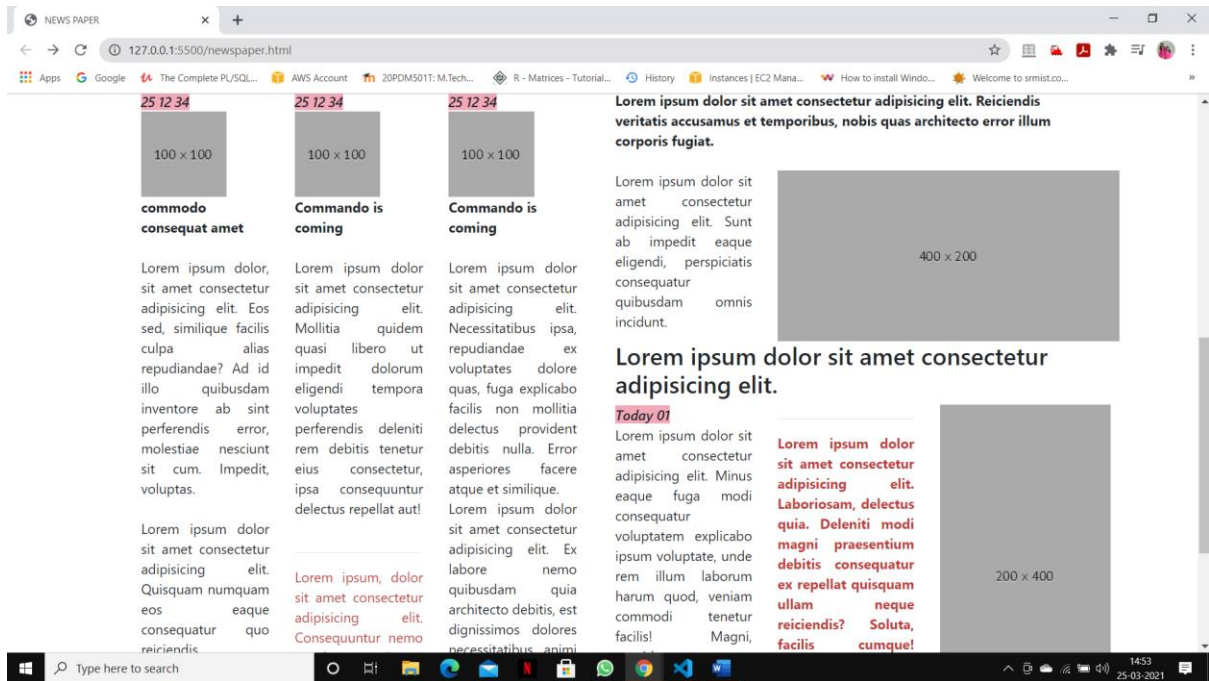 NEWS PAPER
127.0.0.1:5500/newspaper.html
Apps
Google
The Complete PL/SQL...
AWS Account
20PDM501T: M.Tech...
R - Matrices - Tutorial...
History
Instances | EC2 Mana...
How to install Windo...
Welcome to srmist.co...
25 12 34
100 × 100
commodo
consequat amet
Lorem ipsum dolor,
sit amet consectetur
adipisicing elit. Eos
sed, similique facilis
culpa alias
repudiandae? Ad id
illo quibusdam
inventore ab sint
perferendis error,
molestiae nesciunt
sit cum. Impedit,
voluptas.
Lorem ipsum dolor
sit amet consectetur
adipisicing elit.
Quisquam numquam
eos eaque
consequatur quo
reiciendis
25 12 34
100 × 100
Commando is
coming
Lorem ipsum dolor
sit amet consectetur
adipisicing elit.
Mollitia quidem
quasi libero ut
impedit dolorum
eligendi tempora
voluptates
perferendis deleniti
rem debitis tenetur
eius consectetur,
ipsa consequuntur
delectus repellat aut!
Lorem ipsum, dolor
sit amet consectetur
adipisicing elit.
Consequuntur nemo
25 12 34
100 × 100
Commando is
coming
Lorem ipsum dolor
sit amet consectetur
adipisicing elit.
Necessitatibus ipsa,
repudiandae ex
voluptates dolore
quas, fuga explicabo
facilis non mollitia
delectus provident
debitis nulla. Error
asperiores facere
atque et similique.
Lorem ipsum dolor
sit amet consectetur
adipisicing elit. Ex
labore nemo
quibusdam quia
architecto debitis, est
dignissimos dolores
necessitatibus animi
Lorem ipsum dolor sit amet consectetur adipisicing elit. Reiciendis
veritatis accusamus et temporibus, nobis quas architecto error illum
corporis fugiat.
Lorem ipsum dolor sit
amet consectetur
adipisicing elit. Sunt
ab impedit eaque
eligendi, perspiciatis
consequatur
quibusdam omnis
incidunt.
400 × 200
Lorem ipsum dolor sit amet consectetur
adipisicing elit.
Today 01
Lorem ipsum dolor sit
amet consectetur
adipisicing elit. Minus
eaque fuga modi
consequatur
voluptatem explicabo
ipsum voluptate, unde
rem illum laborum
harum quod, veniam
commodi tenetur
facilis! Magni,
Lorem ipsum dolor
sit amet consectetur
adipisicing elit.
Laboriosam, delectus
quia. Deleniti modi
magni praesentium
debitis consequatur
ex repellat quisquam
ullam neque
reiciendis? Soluta,
facilis cumque!
200 × 400
Type here to search
14:53
25-03-2021